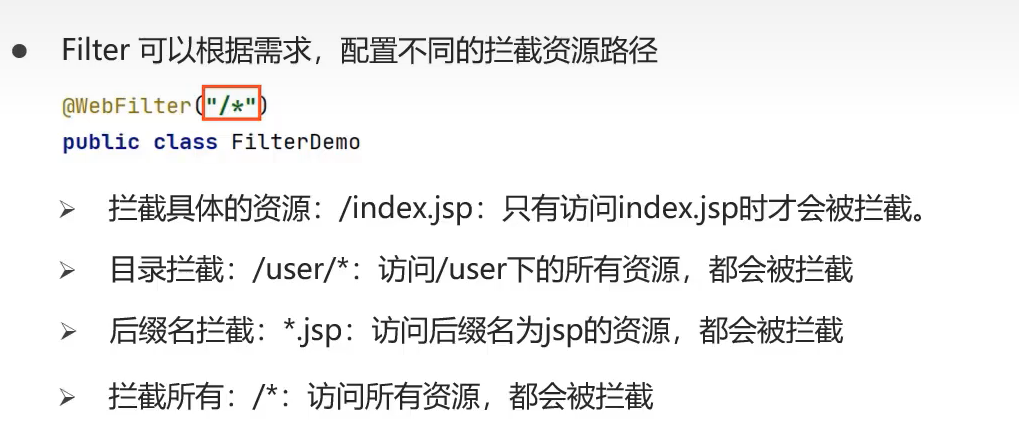 ● Filter 可以根据需求，配置不同的拦截资源路径
@WebFilter("/*")
public class FilterDemo
➢ 拦截具体的资源：/index.jsp：只有访问index.jsp时才会被拦截。
➢ 目录拦截：/user/*：访问/user下的所有资源，都会被拦截
➢ 后缀名拦截：*.jsp：访问后缀名为jsp的资源，都会被拦截
➢ 拦截所有：/*：访问所有资源，都会被拦截